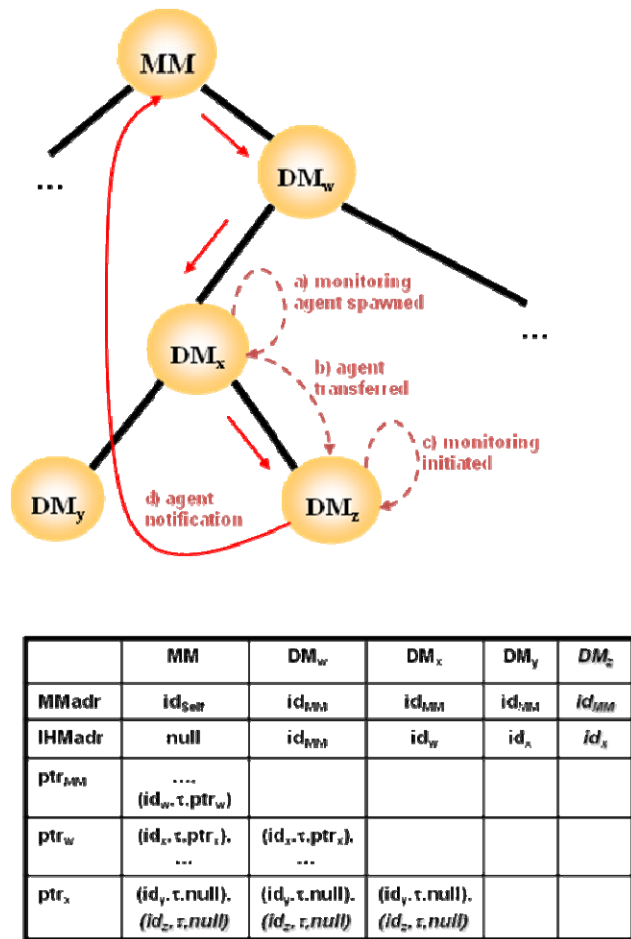 MM
...
DMw
a) monitoring
agent spawned
...
DMx
b) agent
transferred
c) monitoring
initiated
DMy
d) agent
notification
DMz
MM DMw DMx DMy DMz
MMadr idSelf idMM idMM idMM idMM
IHMadr null idMM idw idx idx
ptrMM ...,
(idw.τ.ptrw)
ptrw (idx.τ.ptrx). (idx.τ.ptrx).
... ...
ptrx (idy.τ.null). (idy.τ.null). (idy.τ.null).
(idz,τ,null) (idz,τ,null) (idz,τ,null)